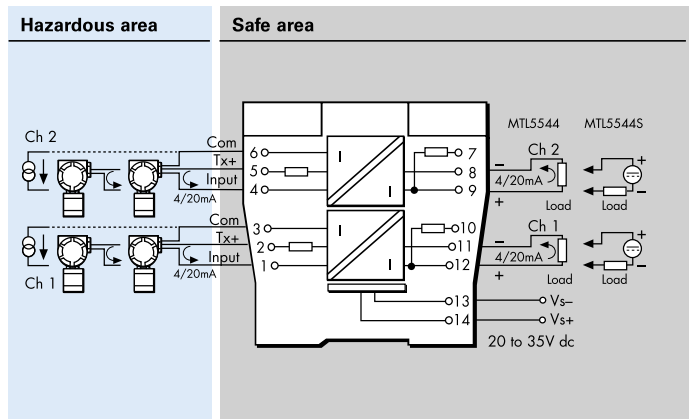 Hazardous area
Safe area
MTL5544
MTL5544S
Ch 2
Com
Tx+
Input
4/20mA
6
5
4
I
I
7
8
9
–
4/20mA
+
Ch 2
Load
+
–
Load
Com
Tx+
Input
4/20mA
Ch 1
3
2
1
I
I
10
11
12
–
4/20mA
+
Ch 1
Load
+
–
Load
13
Vs–
14
Vs+
20 to 35V dc